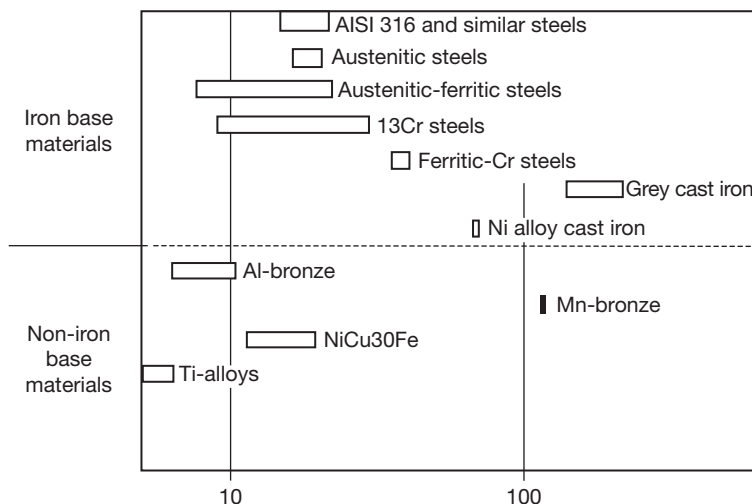 AISI 316 and similar steels
Austenitic steels
Austenitic-ferritic steels
Iron base
materials
13Cr steels
Ferritic-Cr steels
Grey cast iron
Ni alloy cast iron
Al-bronze
Mn-bronze
Non-iron
base
materials
NiCu30Fe
Ti-alloys
10
100